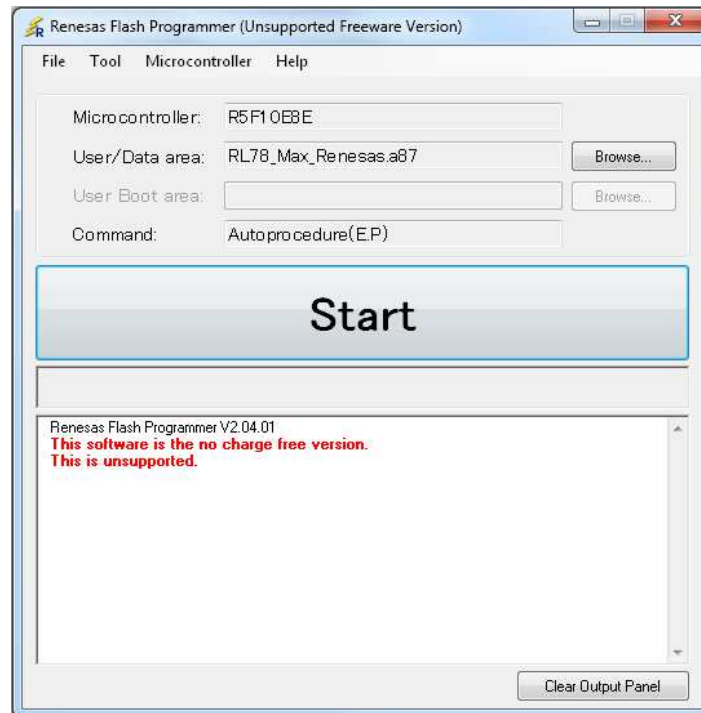 Renesas Flash Programmer (Unsupported Freeware Version)
File Tool Microcontroller Help
Microcontroller: R5F10E8E
User/Data area: RL78_Max_Renesas.a87 Browse...
User Boot area: Browse...
Command: Autoprocedure(E.P)
Start
Renesas Flash Programmer V2.04.01
This software is the no charge free version.
This is unsupported.
Clear Output Panel